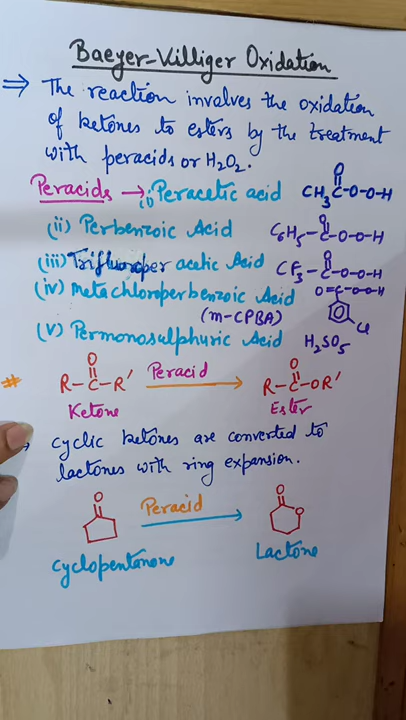 Baeyer-Villiger Oxidation
⇒ The reaction involves the oxidation
of ketones to esters by the treatment
with peracids or H2O2.
Peracids → (i) Peracetic acid CH3-C(=O)-O-O-H
(ii) Perbenzoic Acid C6H5-C(=O)-O-O-H
(iii) Trifluoroper acetic Acid CF3-C(=O)-O-O-H
(iv) Metachloroperbenzoic Acid O=C-O-O-H
(m-CPBA) Cl
(v) Permonosulphuric Acid H2SO5
# R-C(=O)-R' Peracid → R-C(=O)-OR'
Ketone Ester
→ cyclic ketones are converted to
lactones with ring expansion.
O Peracid → O O
cyclopentanone Lactone